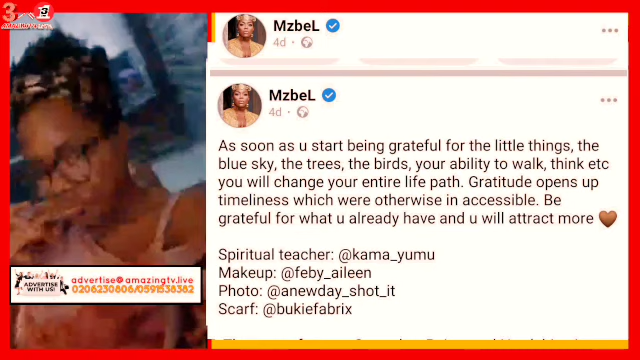 3 3
MzbeL
4d ·
MzbeL
4d ·
As soon as u start being grateful for the little things, the
blue sky, the trees, the birds, your ability to walk, think etc
you will change your entire life path. Gratitude opens up
timeliness which were otherwise in accessible. Be
grateful for what u already have and u will attract more
Spiritual teacher: @kama_yumu
Makeup: @feby_aileen
Photo: @anewday_shot_it
Scarf: @bukiefabrix
ADVERTISE
WITH US!
advertise@amazingtv.live
0206230806/0591538382